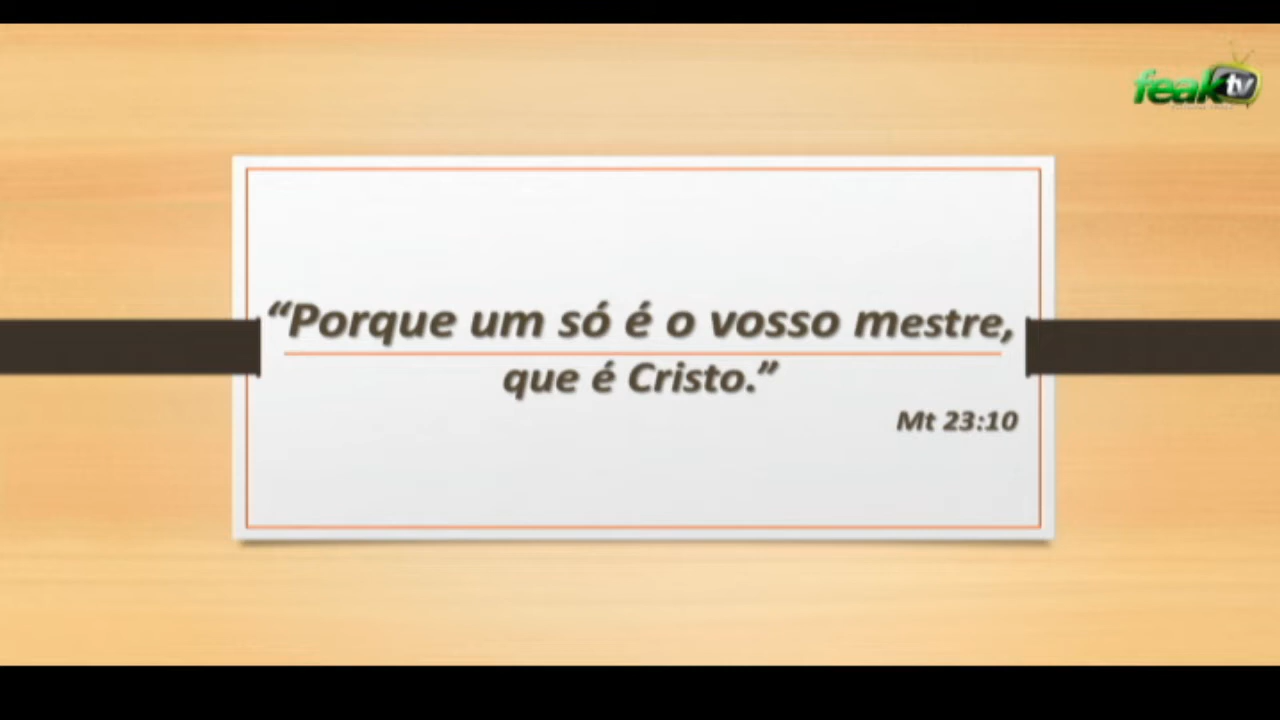 feak tv
“Porque um só é o vosso mestre,
que é Cristo.”
Mt 23:10